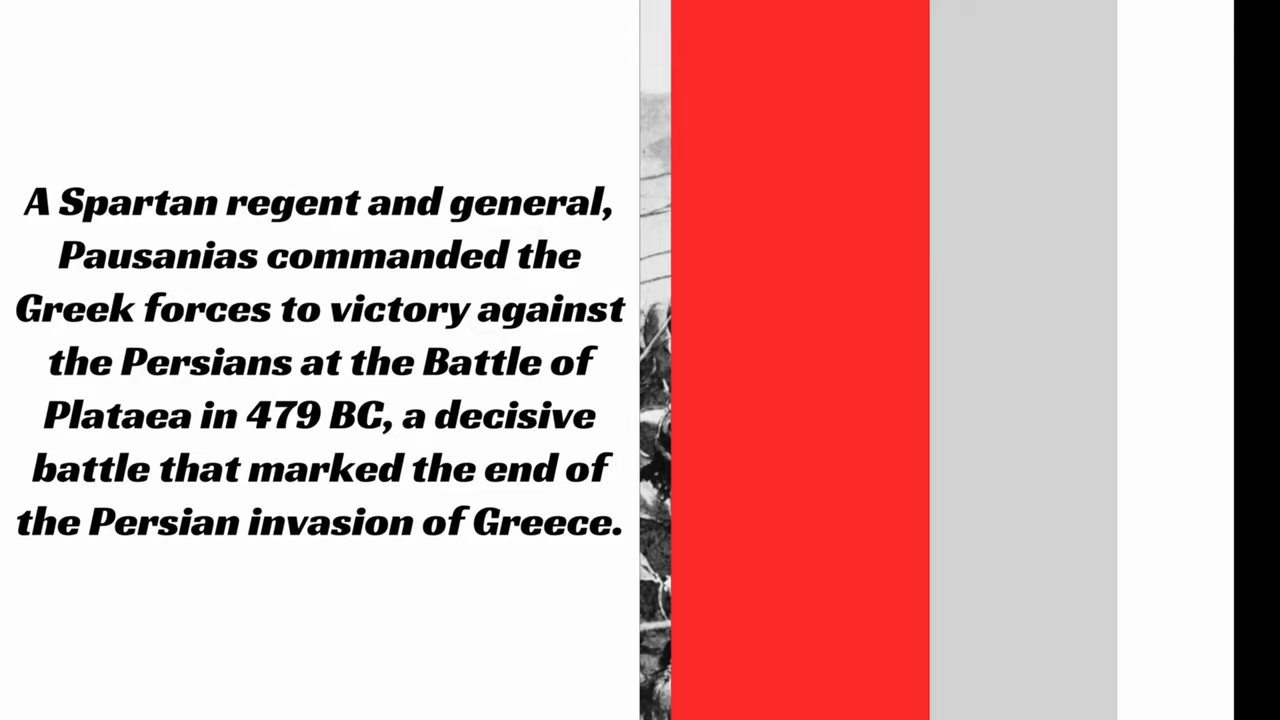 A Spartan regent and general,
Pausanias commanded the
Greek forces to victory against
the Persians at the Battle of
Plataea in 479 BC, a decisive
battle that marked the end of
the Persian invasion of Greece.